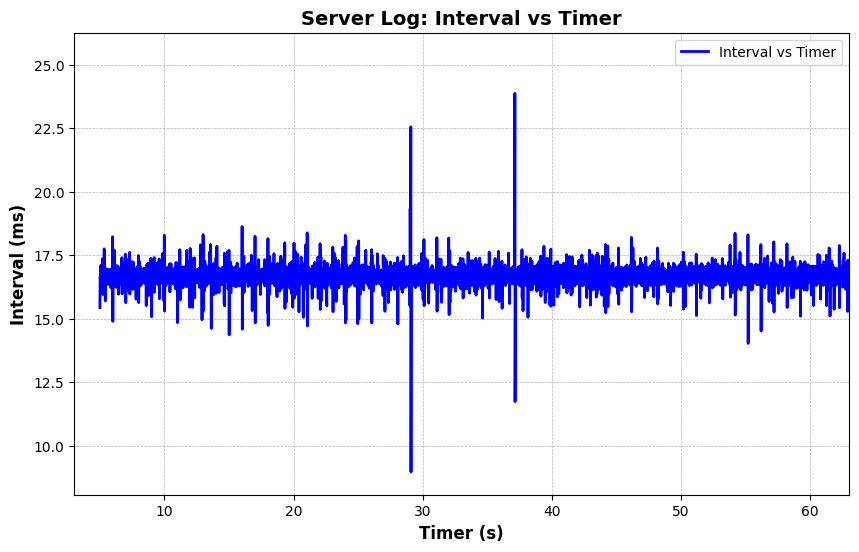 Server Log: Interval vs Timer
Interval vs Timer
25.0
22.5
20.0
17.5
15.0
12.5
10.0
Interval (ms)
10 20 30 40 50 60
Timer (s)